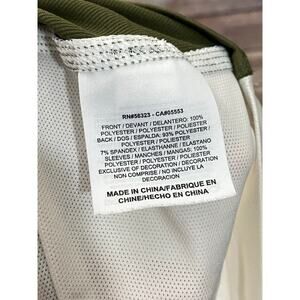 RN#56323 - CA#05553
FRONT / DEVANT / DELANTERO: 100%
POLYESTER / POLYESTER / POLIESTER
BACK / DOS / ESPALDA: 93% POLYESTER /
POLYESTER / POLIESTER
7% SPANDEX / ELASTHANNE / ELASTANO
SLEEVES / MANCHES / MANGAS: 100%
POLYESTER / POLYESTER / POLIESTER
EXCLUSIVE OF DECORATION / DECORATION
NON COMPRISE / NO INCLUYE LA
DECORACION
MADE IN CHINA/FABRIQUE EN
CHINE/HECHO EN CHINA